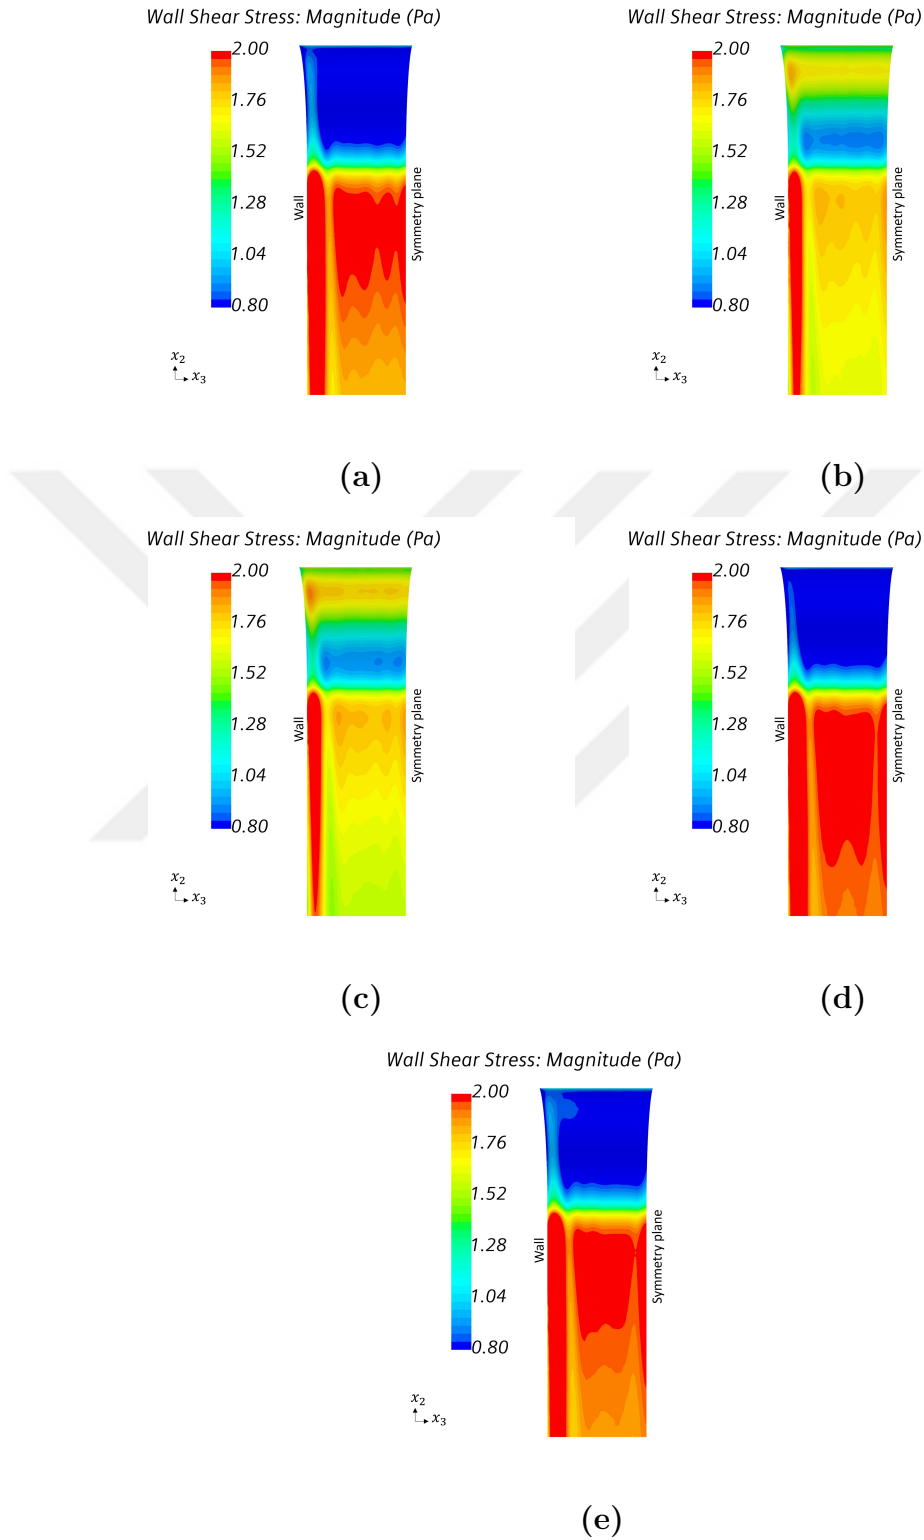 Wall Shear Stress: Magnitude (Pa)
2.00
1.76
1.52
1.28
1.04
0.80
Wall
Symmetry plane
x₂
x₃
(a)
Wall Shear Stress: Magnitude (Pa)
2.00
1.76
1.52
1.28
1.04
0.80
Wall
Symmetry plane
x₂
x₃
(b)
Wall Shear Stress: Magnitude (Pa)
2.00
1.76
1.52
1.28
1.04
0.80
Wall
Symmetry plane
x₂
x₃
(c)
Wall Shear Stress: Magnitude (Pa)
2.00
1.76
1.52
1.28
1.04
0.80
Wall
Symmetry plane
x₂
x₃
(d)
Wall Shear Stress: Magnitude (Pa)
2.00
1.76
1.52
1.28
1.04
0.80
Wall
Symmetry plane
x₂
x₃
(e)